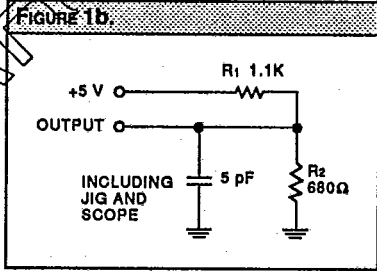 FIGURE 1b.
R1 1.1K
+5 V
OUTPUT
5 pF
INCLUDING
JIG AND
SCOPE
R2
680Ω